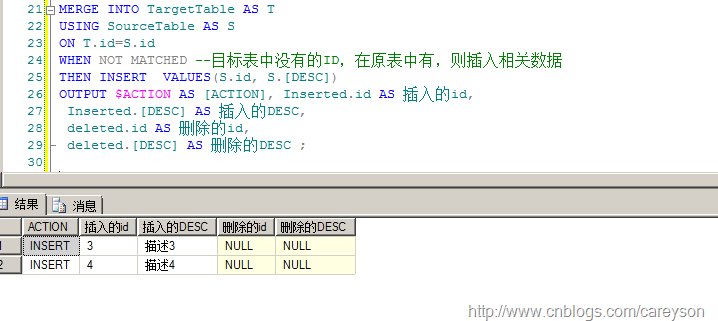 21 MERGE INTO TargetTable AS T
22 USING SourceTable AS S
23 ON T.id=S.id
24 WHEN NOT MATCHED --目标表中没有的ID，在原表中有，则插入相关数据
25 THEN INSERT  VALUES(S.id, S.[DESC])
26 OUTPUT $ACTION AS [ACTION], Inserted.id AS 插入的id,
27  Inserted.[DESC] AS 插入的DESC,
28  deleted.id AS 删除的id,
29  deleted.[DESC] AS 删除的DESC ;
30
结果 消息
ACTION 插入的id 插入的DESC 删除的id 删除的DESC
1 INSERT 3 描述3 NULL NULL
2 INSERT 4 描述4 NULL NULL
http://www.cnblogs.com/careyson